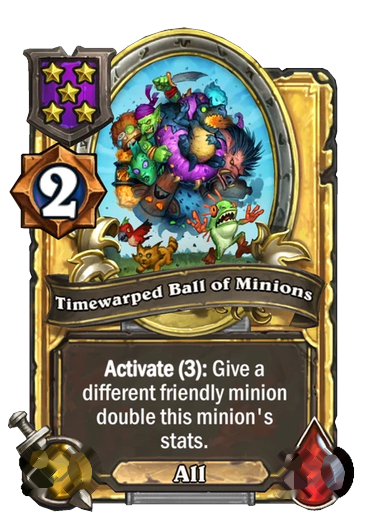 2
Timewarped Ball of Minions
Activate (3): Give a
different friendly minion
double this minion's
stats.
All